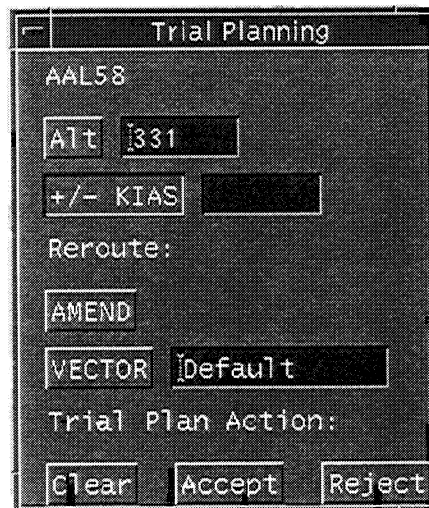 Trial Planning
AAL58
Alt 331
+/- KIAS
Reroute:
AMEND
VECTOR Default
Trial Plan Action:
Clear Accept Reject